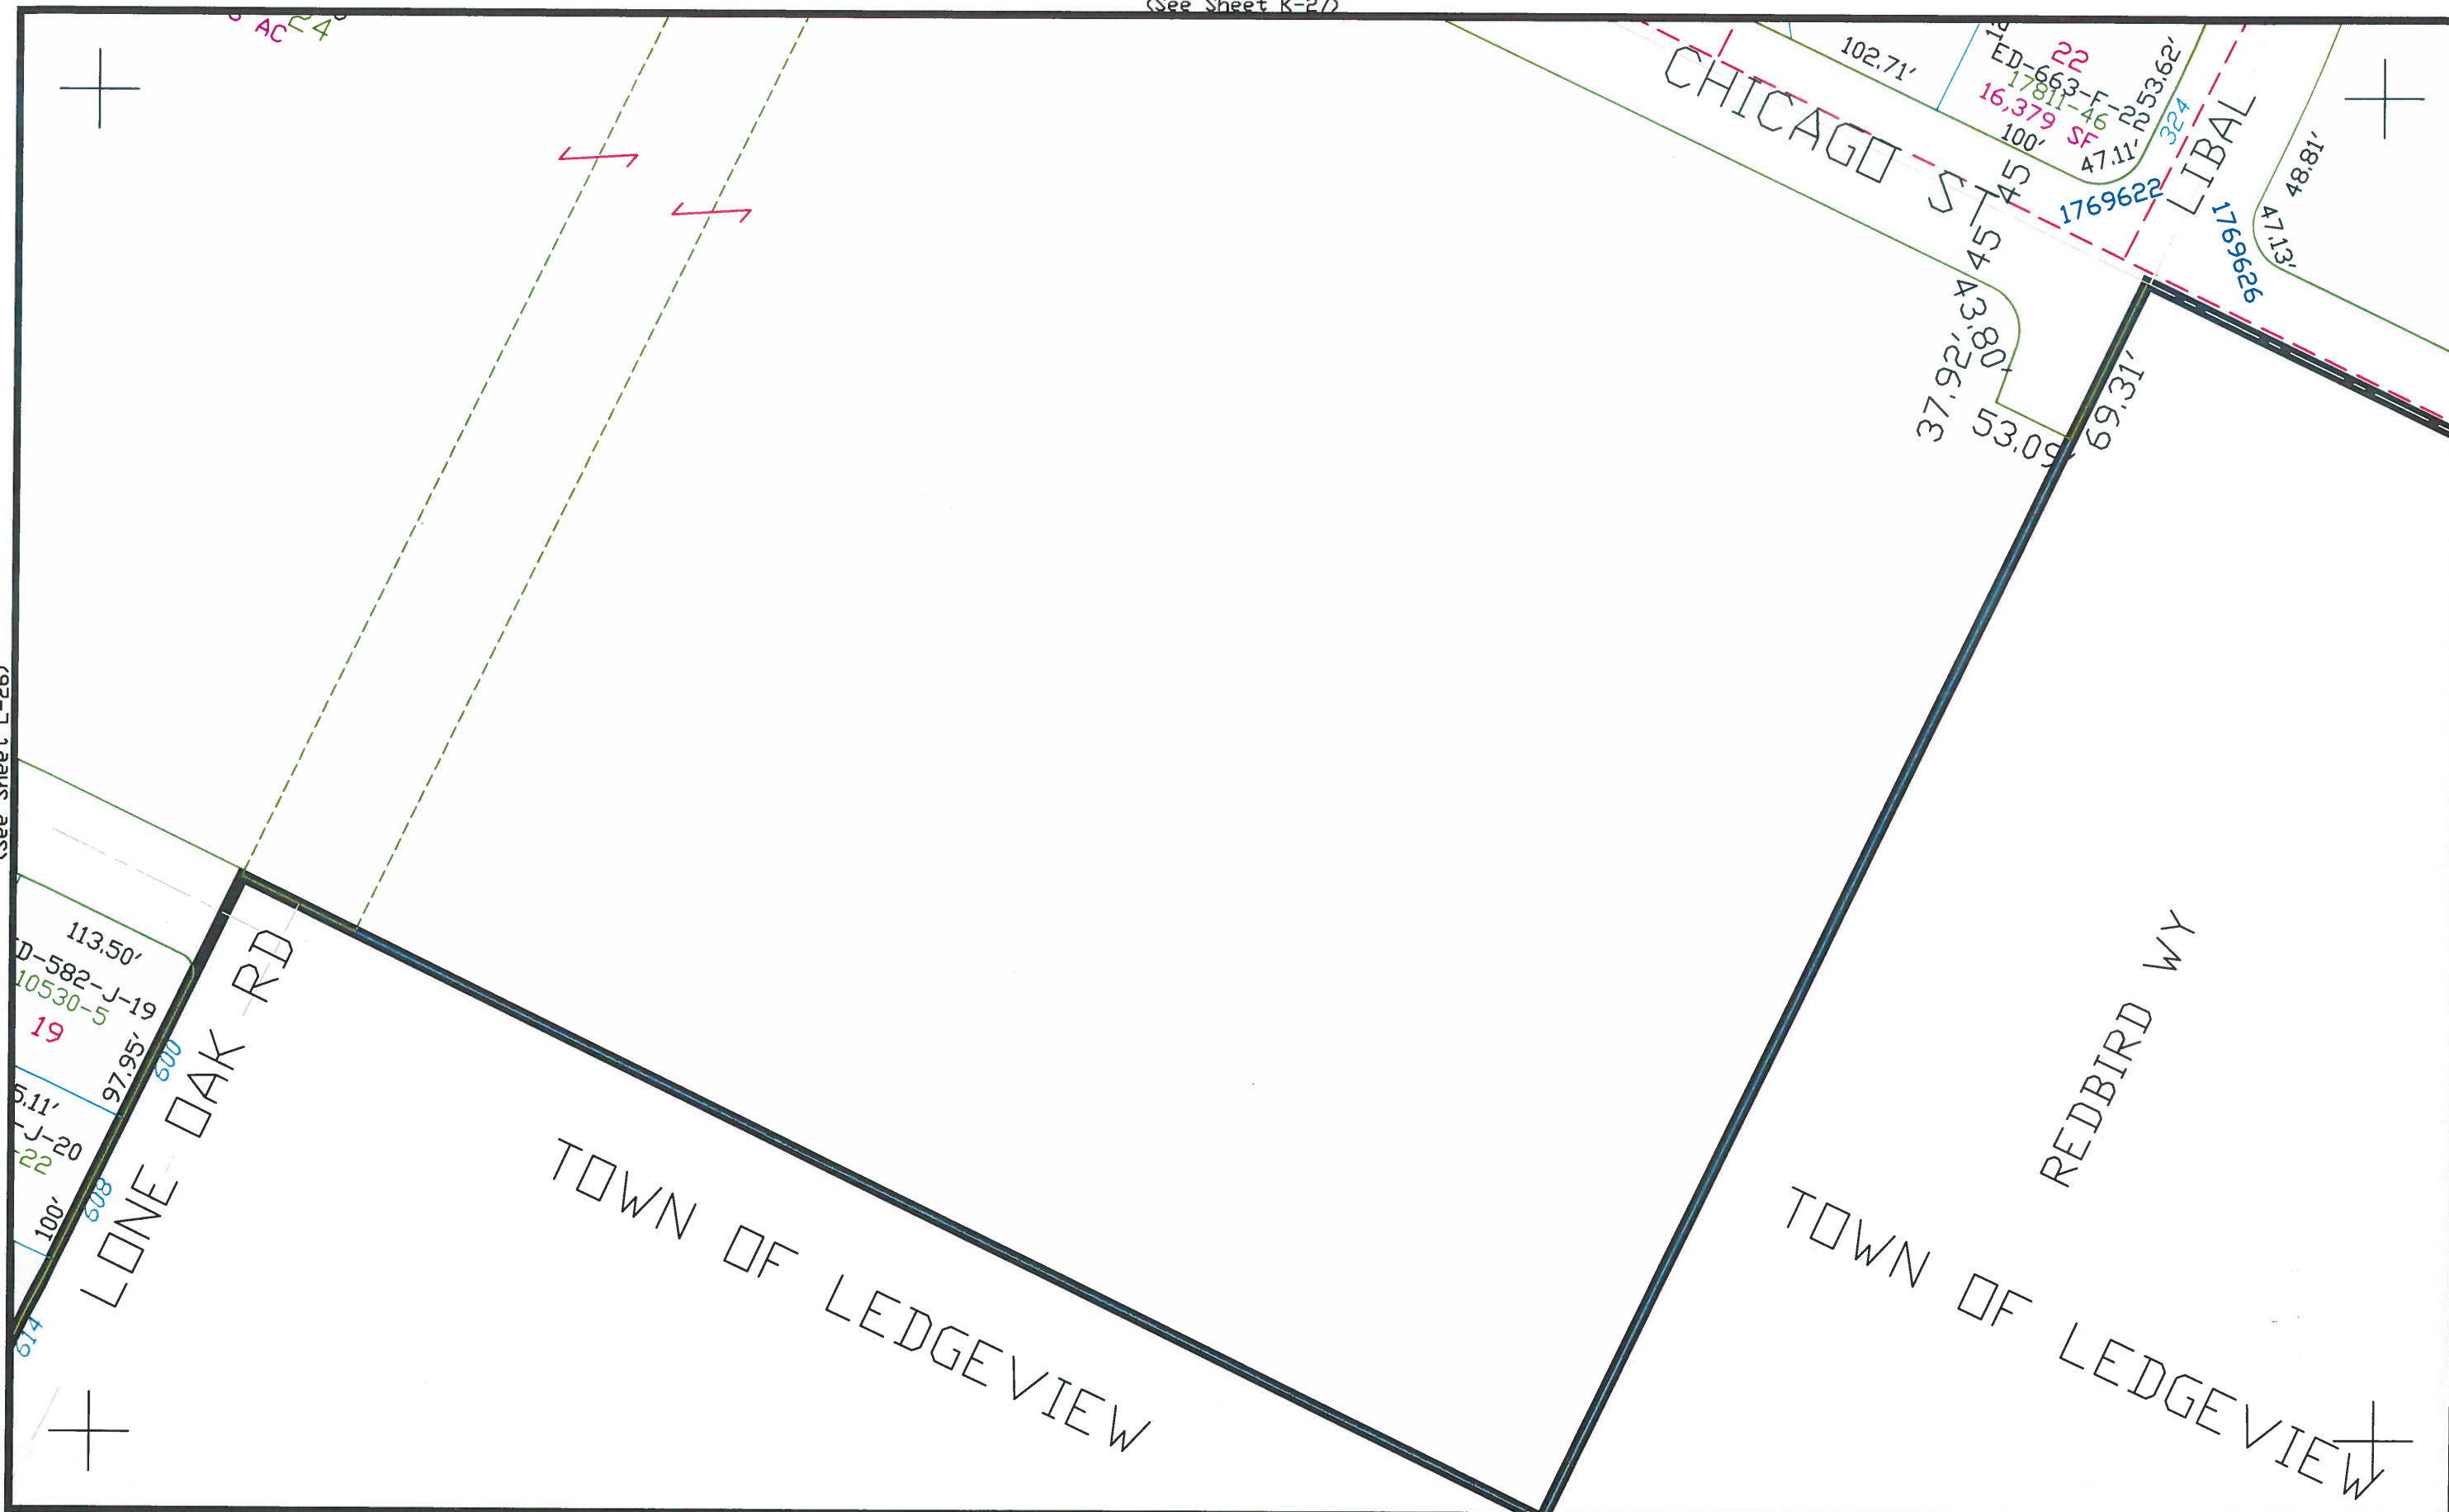 (See Sheet K-27)
AC
24
102.71'
22
ED-663-F-22
17811-46
16,379 SF
100'
53.62'
47.11'
324
LIBAL
48.81'
47.13'
CHICAGO ST
45
45
1769622
1769626
43.80'
37.92'
53.09'
69.31'
(See Sheet L-26)
113.50'
D-582-J-19
10530-5
19
97.95'
600
5.11'
-J-20
-22
608
100'
614
LONE OAK RD
REDBIRD WY
TOWN OF LEDGEVIEW
TOWN OF LEDGEVIEW